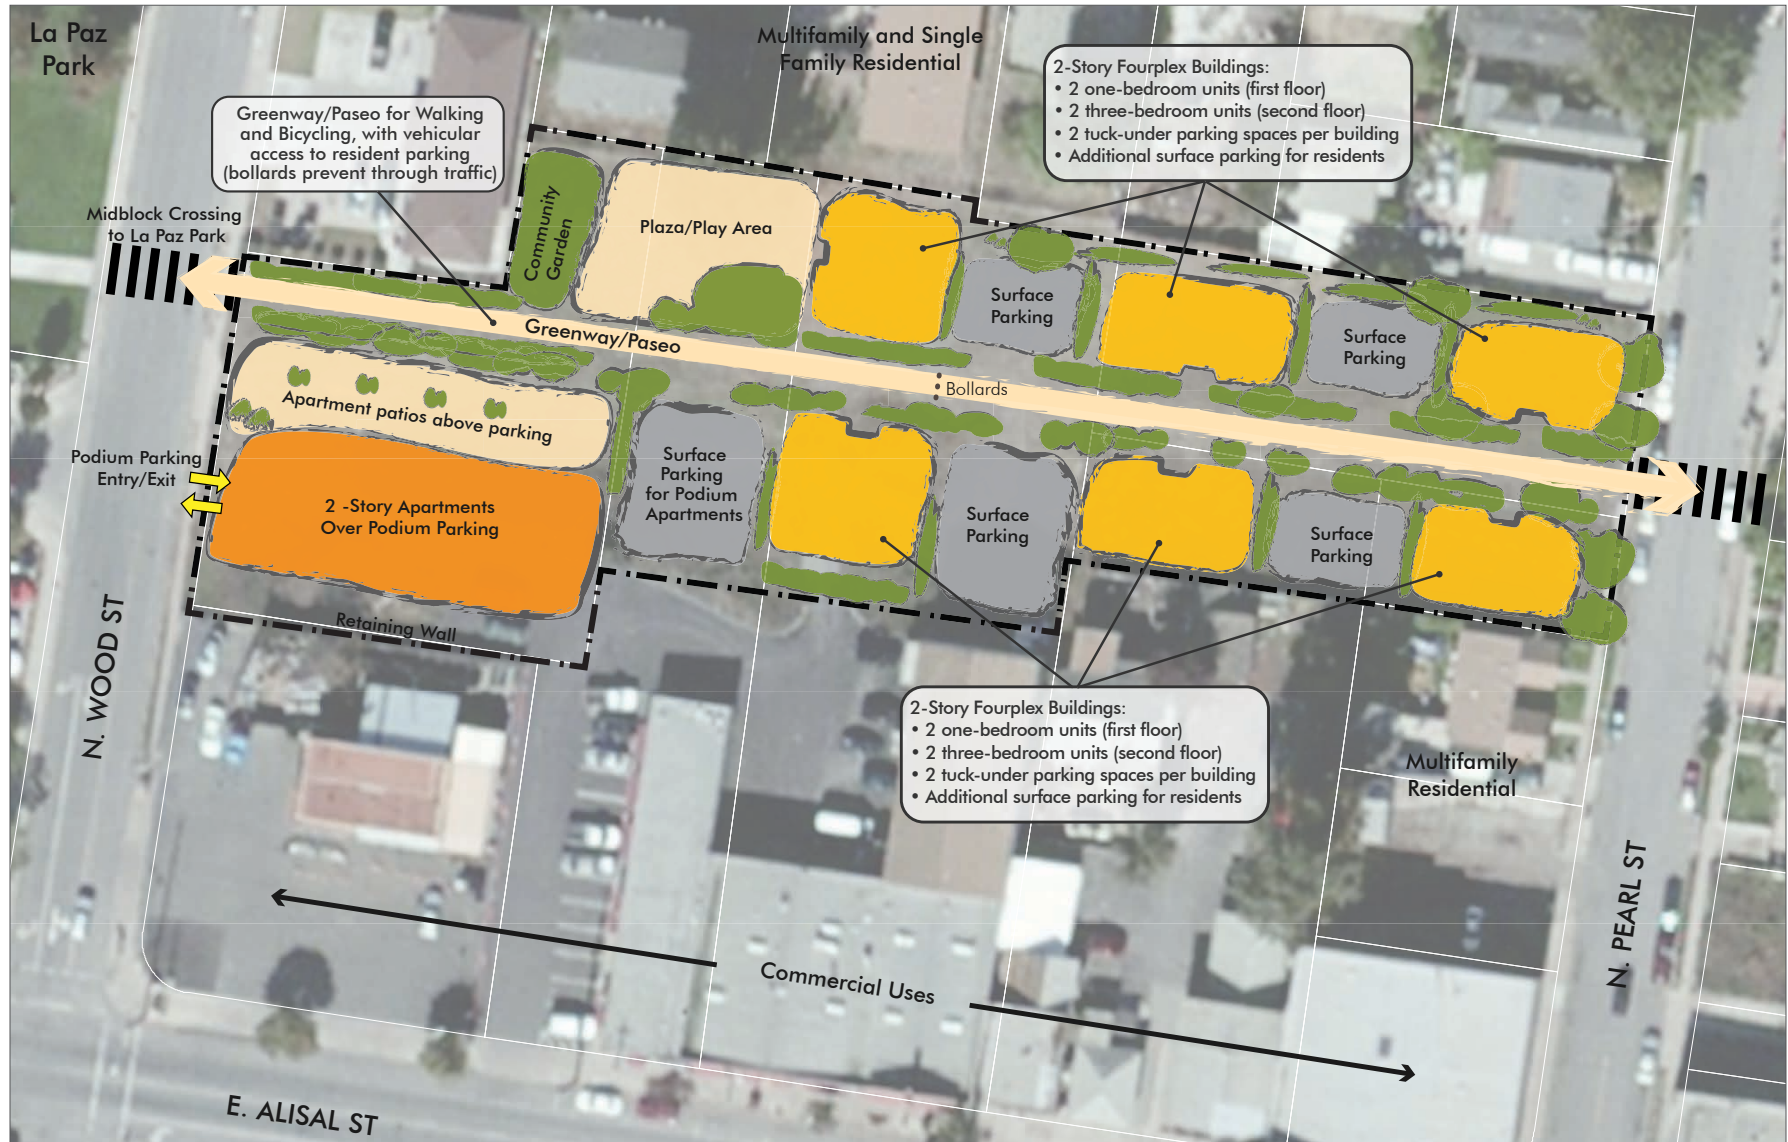 La Paz
Park
Multifamily and Single
Family Residential
2-Story Fourplex Buildings:
• 2 one-bedroom units (first floor)
• 2 three-bedroom units (second floor)
• 2 tuck-under parking spaces per building
• Additional surface parking for residents
Greenway/Paseo for Walking
and Bicycling, with vehicular
access to resident parking
(bollards prevent through traffic)
Midblock Crossing
to La Paz Park
Community
Garden
Plaza/Play Area
Surface
Parking
Surface
Parking
Greenway/Paseo
Bollards
Apartment patios above parking
Podium Parking
Entry/Exit
2 -Story Apartments
Over Podium Parking
Surface
Parking
for Podium
Apartments
Surface
Parking
Surface
Parking
Retaining Wall
N. WOOD ST
2-Story Fourplex Buildings:
• 2 one-bedroom units (first floor)
• 2 three-bedroom units (second floor)
• 2 tuck-under parking spaces per building
• Additional surface parking for residents
Multifamily
Residential
N. PEARL ST
Commercial Uses
E. ALISAL ST